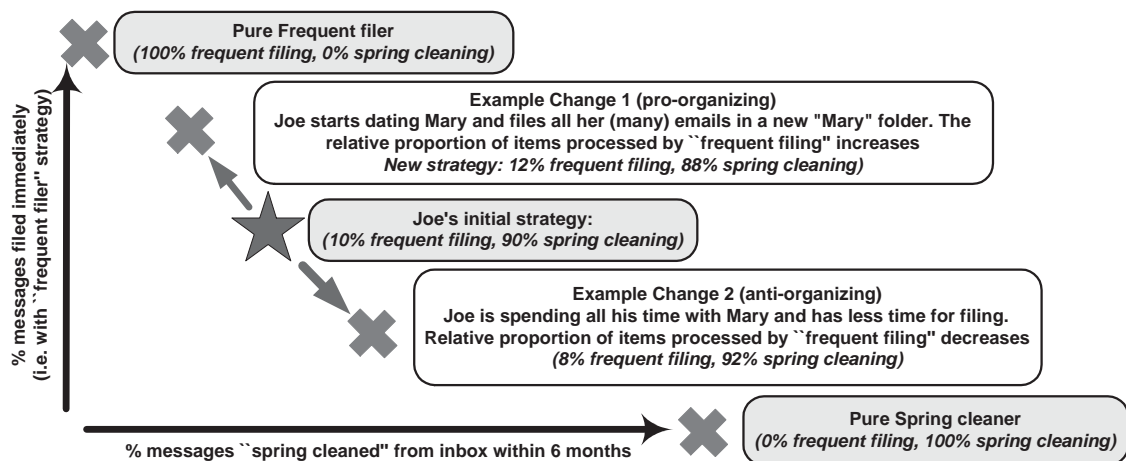 Pure Frequent filer
(100% frequent filing, 0% spring cleaning)
% messages filed immediately
(i.e. with ``frequent filer" strategy)
Example Change 1 (pro-organizing)
Joe starts dating Mary and files all her (many) emails in a new "Mary" folder. The
relative proportion of items processed by ``frequent filing" increases
New strategy: 12% frequent filing, 88% spring cleaning)
Joe's initial strategy:
(10% frequent filing, 90% spring cleaning)
Example Change 2 (anti-organizing)
Joe is spending all his time with Mary and has less time for filing.
Relative proportion of items processed by ``frequent filing" decreases
(8% frequent filing, 92% spring cleaning)
Pure Spring cleaner
(0% frequent filing, 100% spring cleaning)
% messages ``spring cleaned" from inbox within 6 months